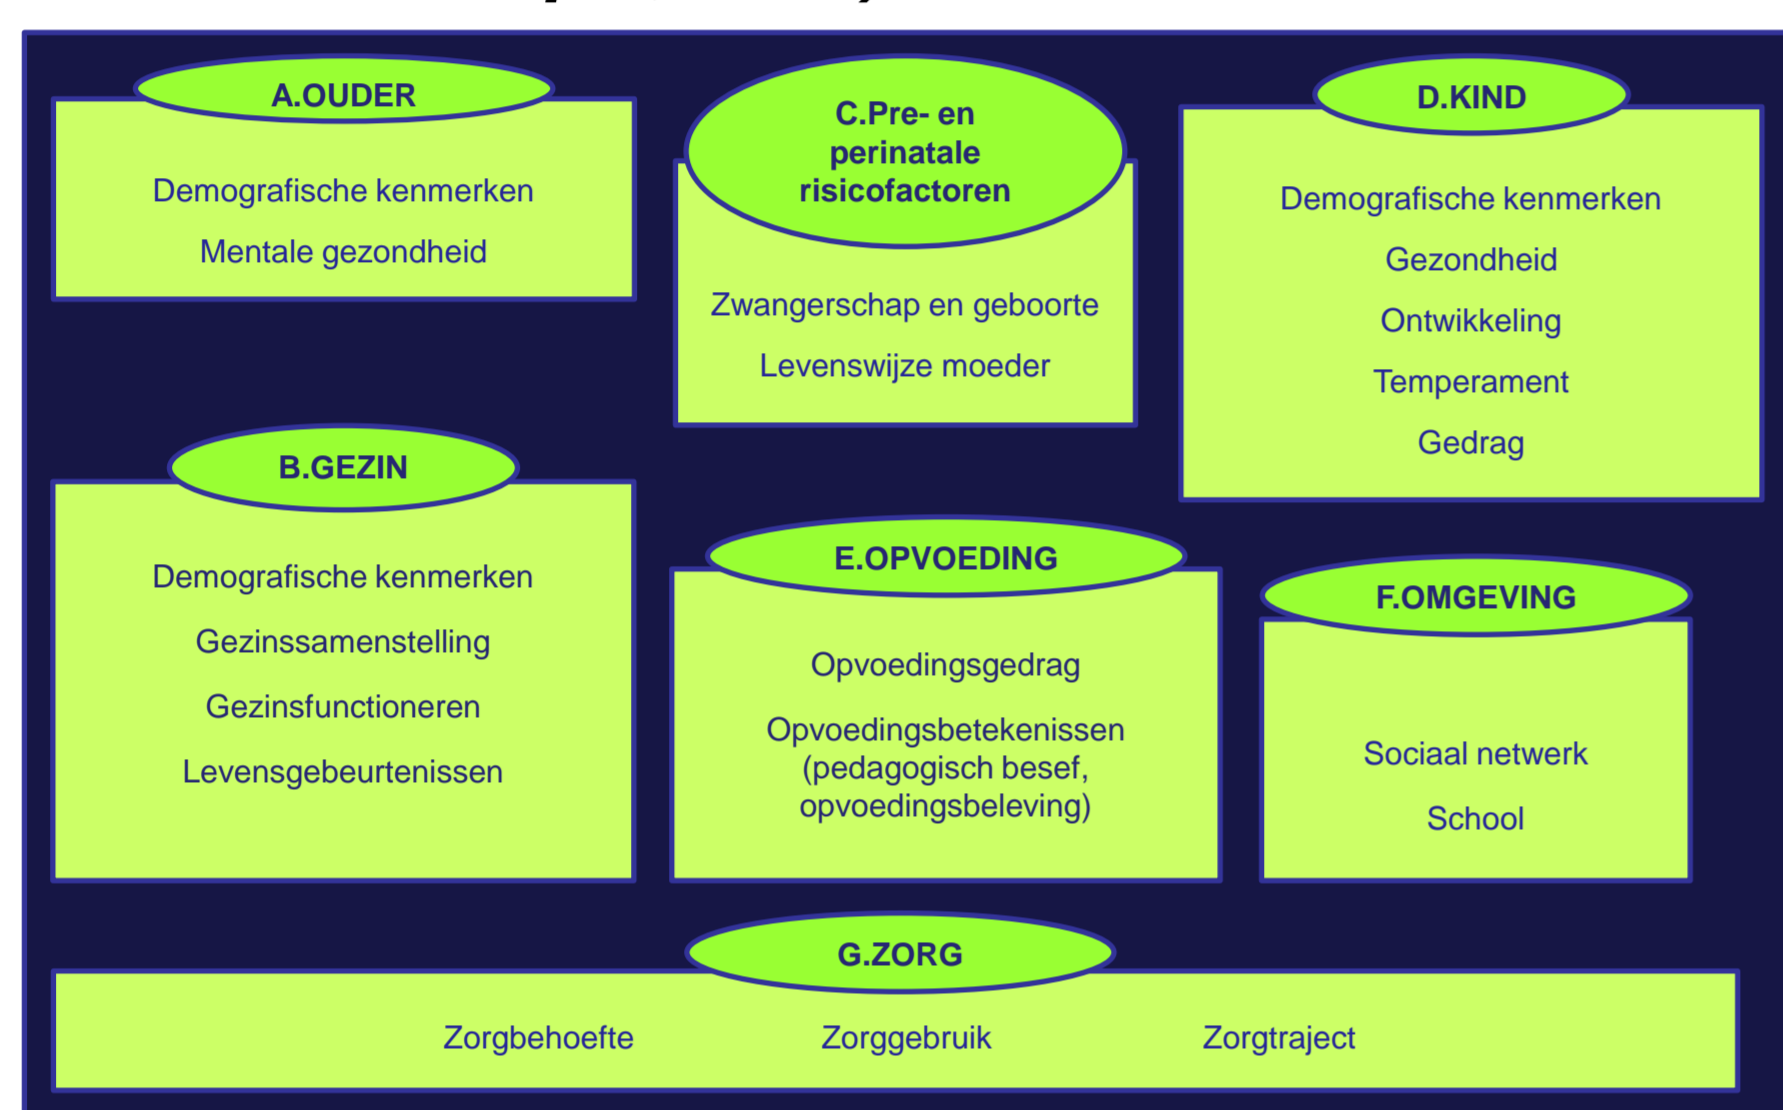 A.OUDER
Demografische kenmerken
Mentale gezondheid
B.GEZIN
Demografische kenmerken
Gezinssamenstelling
Gezinsfunctioneren
Levensgebeurtenissen
C.Pre- en
perinatale
risicofactoren
Zwangerschap en geboorte
Levenswijze moeder
D.KIND
Demografische kenmerken
Gezondheid
Ontwikkeling
Temperament
Gedrag
E.OPVOEDING
Opvoedingsgedrag
Opvoedingsbetekenissen
(pedagogisch besef,
opvoedingsbeleving)
F.OMGEVING
Sociaal netwerk
School
G.ZORG
Zorgbehoefte
Zorggebruik
Zorgtraject